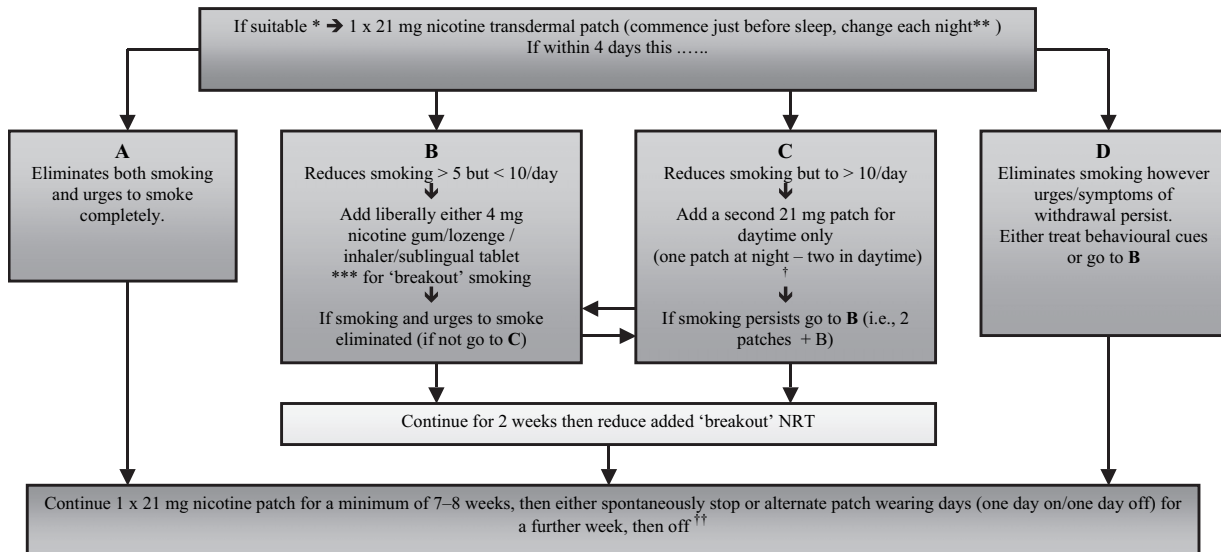 If suitable * ➔ 1 x 21 mg nicotine transdermal patch (commence just before sleep, change each night** )
If within 4 days this …...
A
Eliminates both smoking
and urges to smoke
completely.
B
Reduces smoking > 5 but < 10/day
↓
Add liberally either 4 mg
nicotine gum/lozenge /
inhaler/sublingual tablet
*** for ‘breakout’ smoking
↓
If smoking and urges to smoke
eliminated (if not go to C)
C
Reduces smoking but to > 10/day
↓
Add a second 21 mg patch for
daytime only
(one patch at night – two in daytime)
†
↓
If smoking persists go to B (i.e., 2
patches + B)
D
Eliminates smoking however
urges/symptoms of
withdrawal persist.
Either treat behavioural cues
or go to B
Continue for 2 weeks then reduce added ‘breakout’ NRT
Continue 1 x 21 mg nicotine patch for a minimum of 7–8 weeks, then either spontaneously stop or alternate patch wearing days (one day on/one day off) for
a further week, then off ††